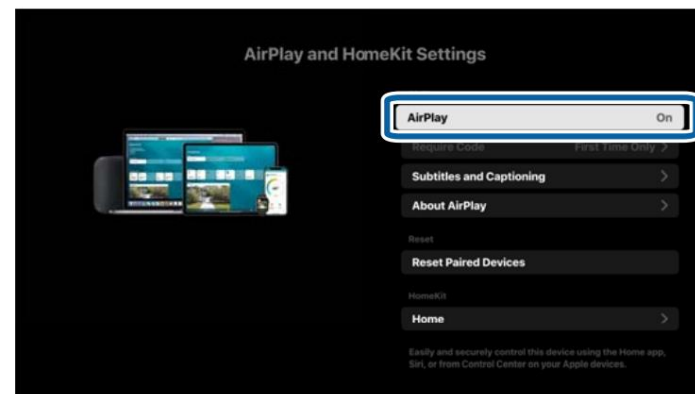 AirPlay and HomeKit Settings
AirPlay On
Require Code First Time Only >
Subtitles and Captioning >
About AirPlay >
Reset
Reset Paired Devices
HomeKit
Home >
Easily and securely control this device using the Home app,
Siri, or from Control Center on your Apple devices.